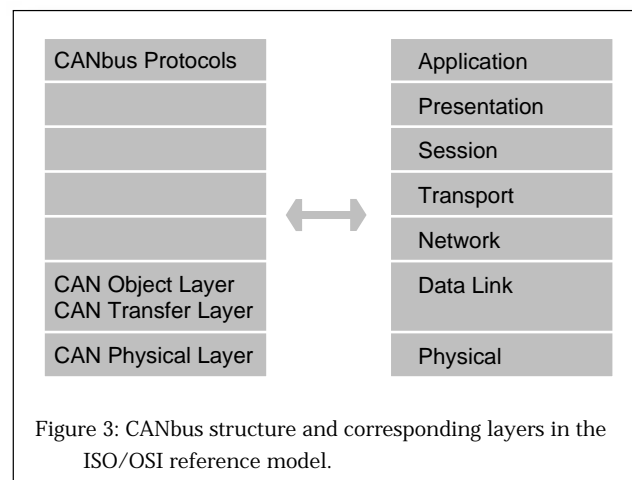 CANbus Protocols
CAN Object Layer
CAN Transfer Layer
CAN Physical Layer
Application
Presentation
Session
Transport
Network
Data Link
Physical
Figure 3: CANbus structure and corresponding layers in the
ISO/OSI reference model.